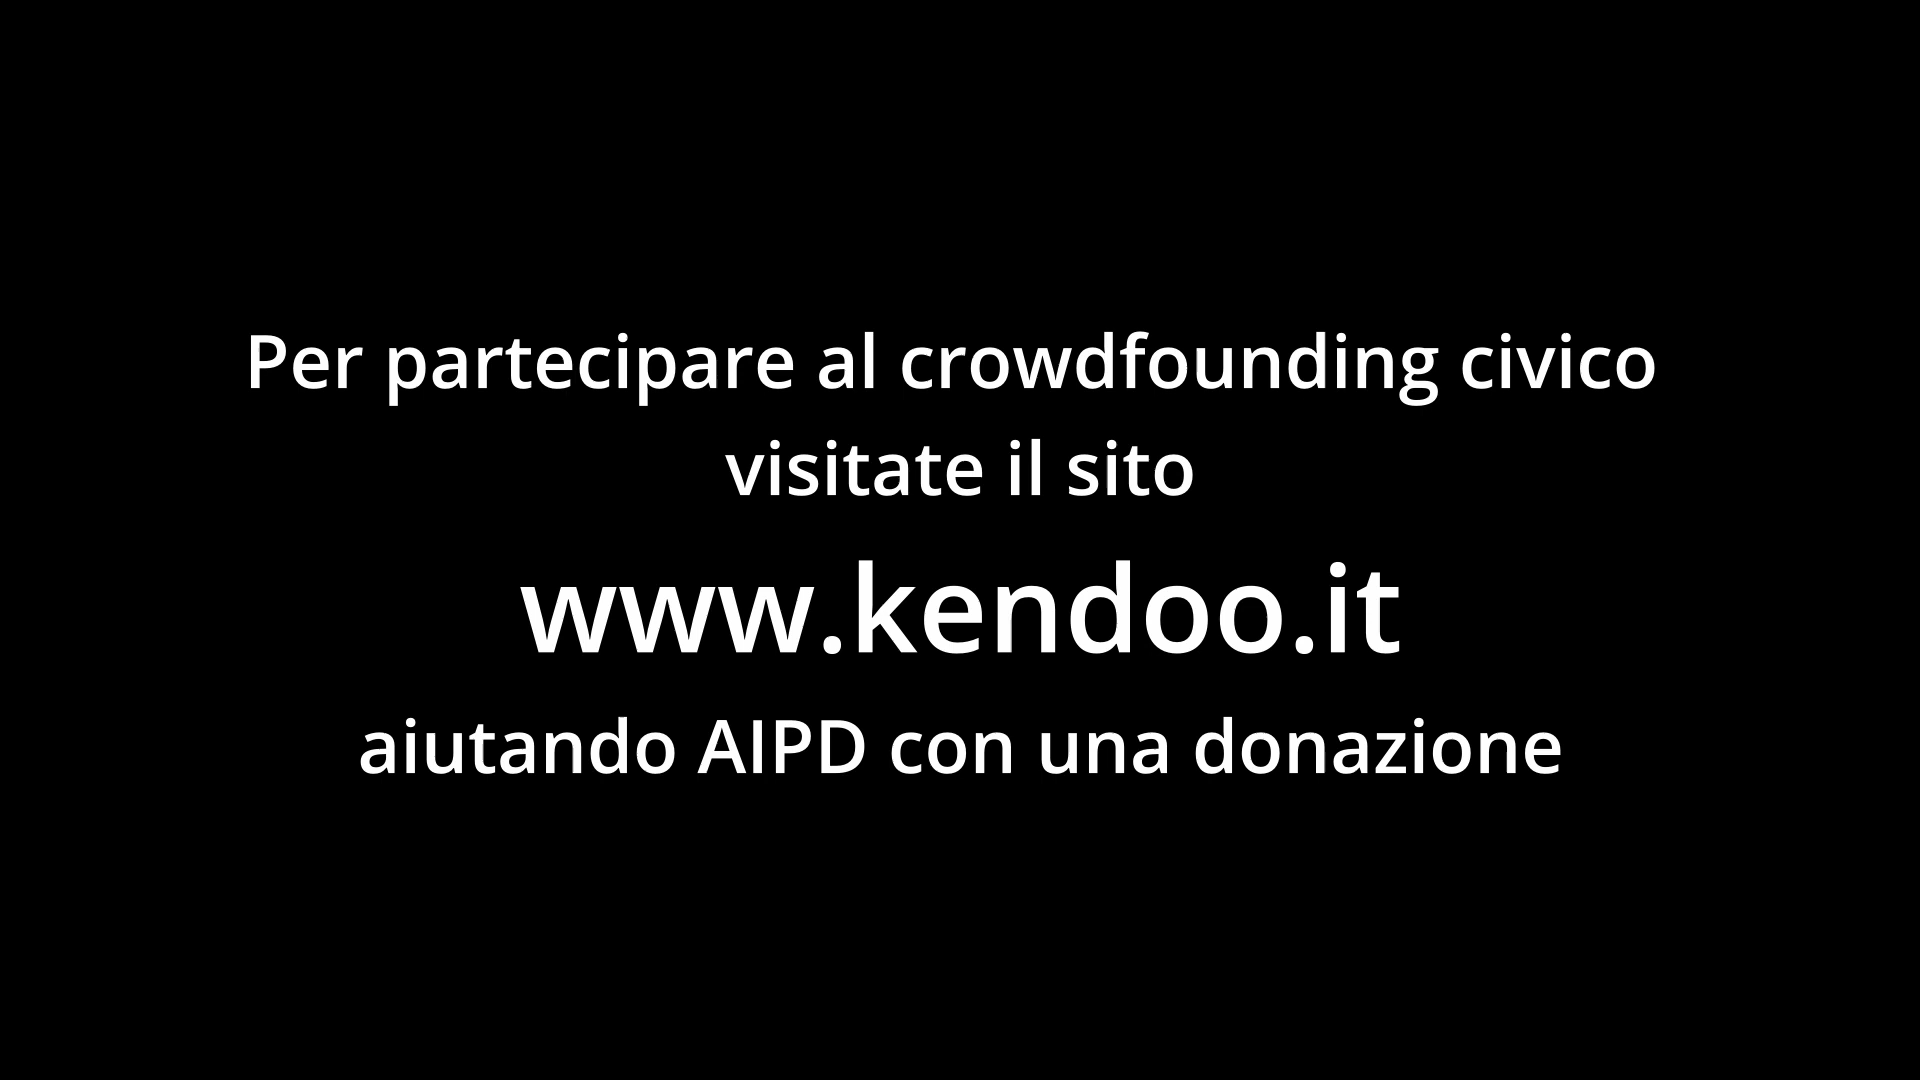 Per partecipare al crowdfounding civico
visitate il sito
www.kendoo.it
aiutando AIPD con una donazione